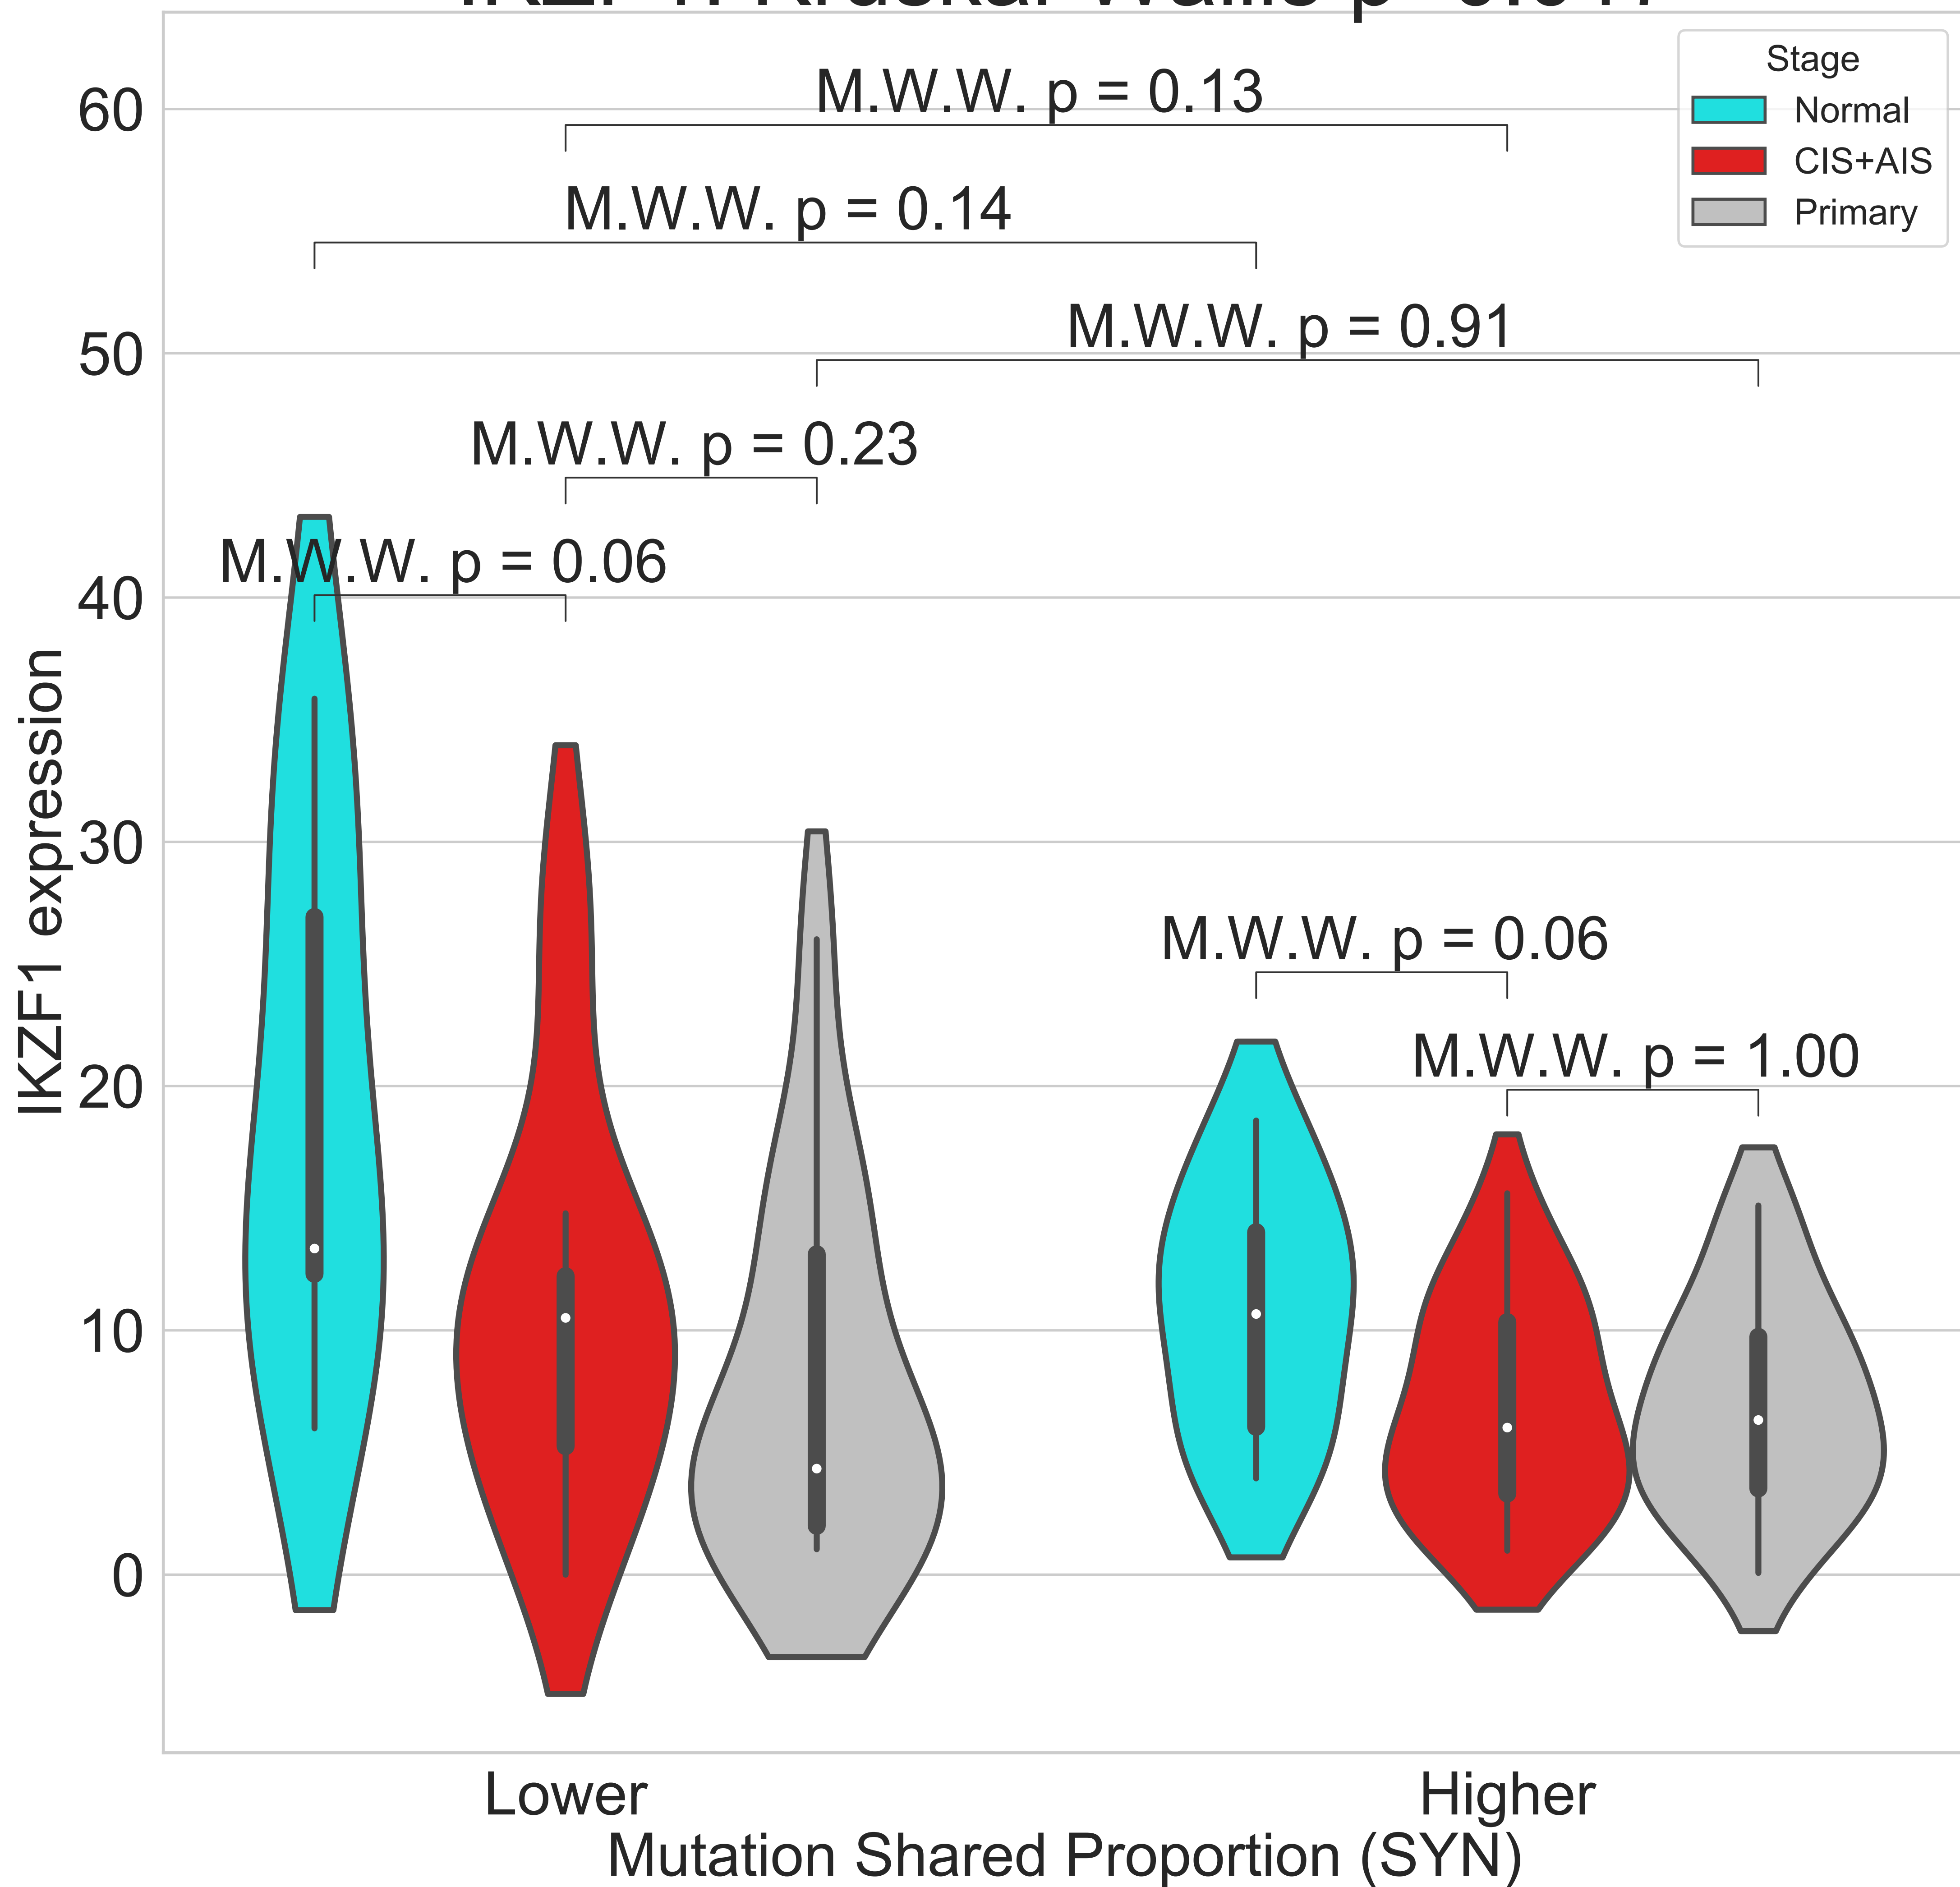 Stage
Normal
CIS+AIS
Primary
60
50
40
30
20
10
0
IKZF1 expression
M.W.W. p = 0.13
M.W.W. p = 0.14
M.W.W. p = 0.91
M.W.W. p = 0.23
M.W.W. p = 0.06
M.W.W. p = 0.06
M.W.W. p = 1.00
Lower
Higher
Mutation Shared Proportion (SYN)